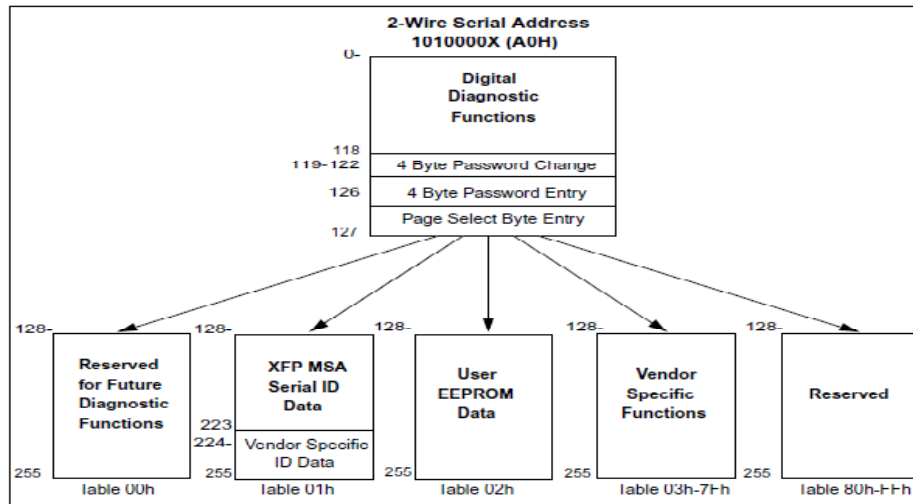 2-Wire Serial Address
1010000X (A0H)
0-
Digital
Diagnostic
Functions
118
119-122
4 Byte Password Change
126
4 Byte Password Entry
Page Select Byte Entry
127
128-
Reserved
for Future
Diagnostic
Functions
255
Table 00h
128-
XFP MSA
Serial ID
Data
223
224-
Vendor Specific
ID Data
255
Table 01h
128-
User
EEPROM
Data
255
Table 02h
128-
Vendor
Specific
Functions
255
Table 03h-7Fh
128-
Reserved
255
Table 80h-FFh